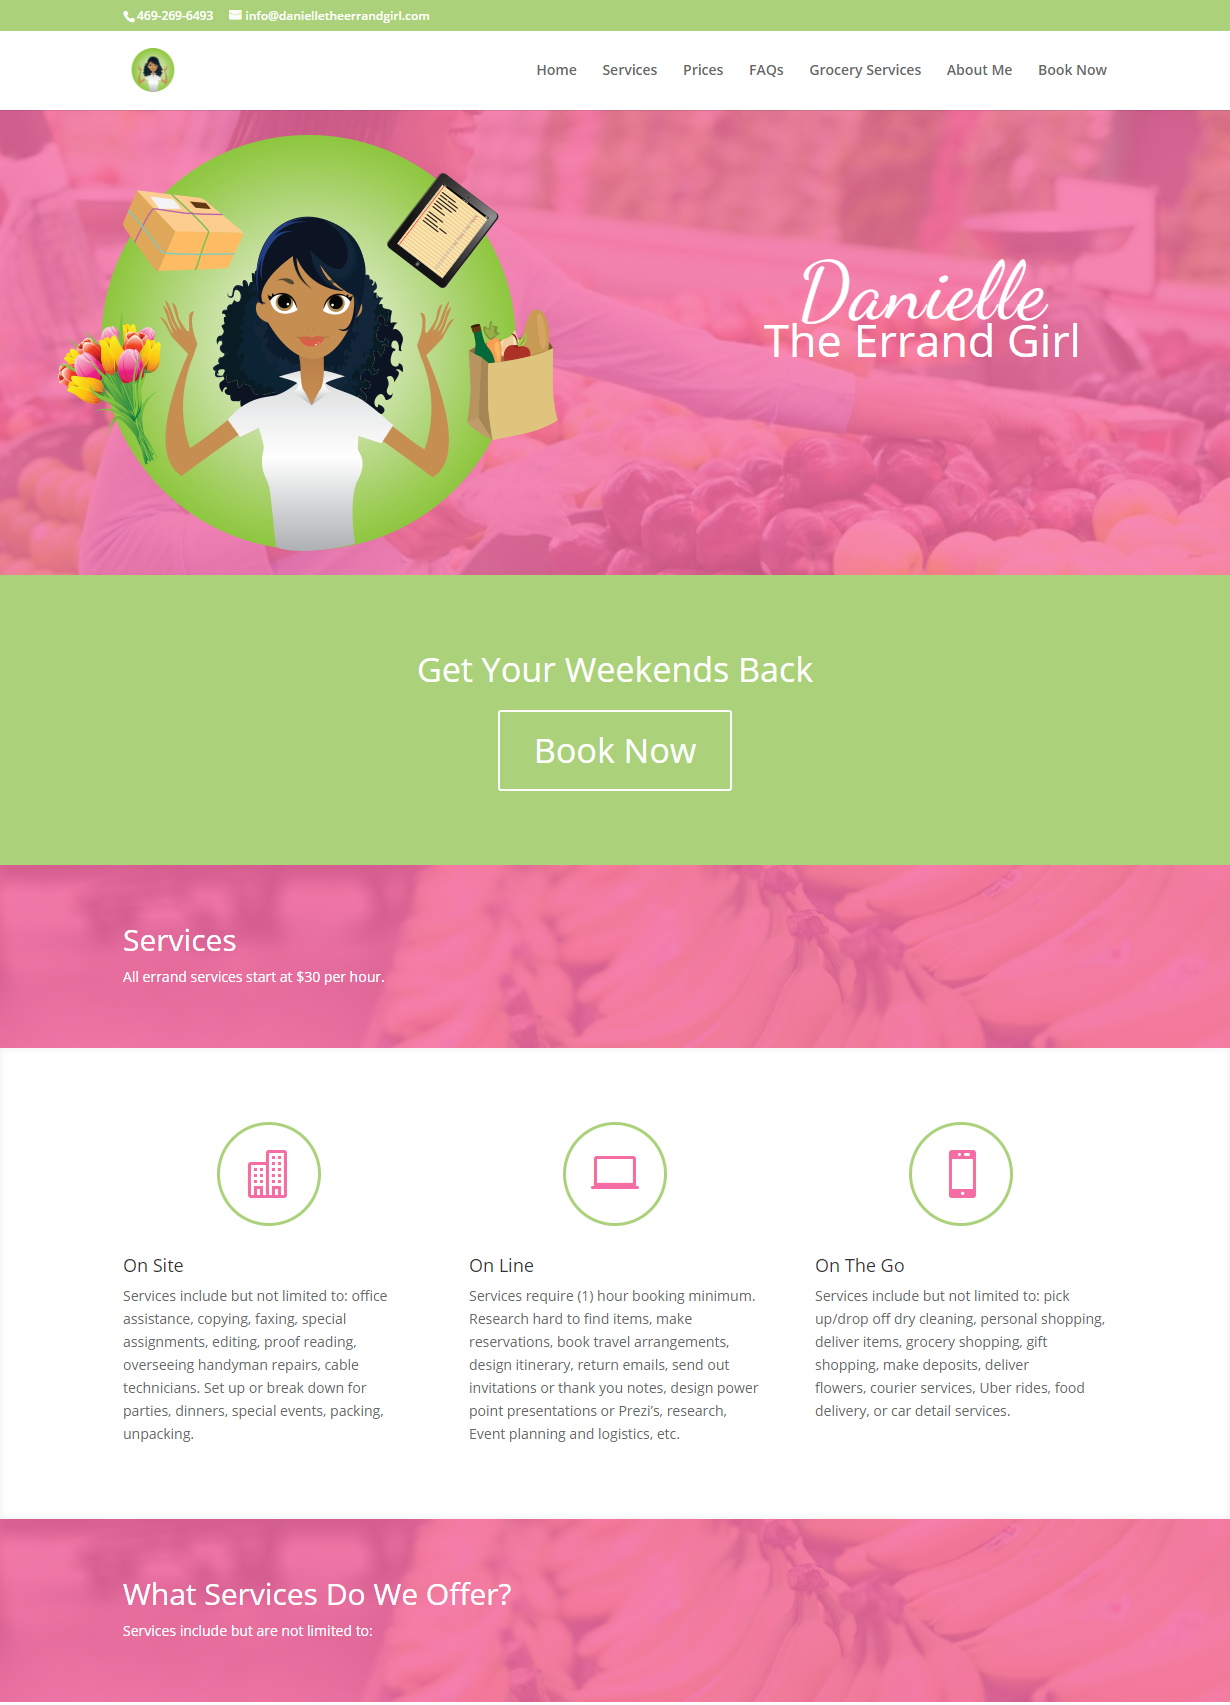 469-269-6493 info@danielletheerrandgirl.com
Home Services Prices FAQs Grocery Services About Me Book Now
Danielle
The Errand Girl
Get Your Weekends Back
Book Now
Services
All errand services start at $30 per hour.
On Site
Services include but not limited to: office
assistance, copying, faxing, special
assignments, editing, proof reading,
overseeing handyman repairs, cable
technicians. Set up or break down for
parties, dinners, special events, packing,
unpacking.
On Line
Services require (1) hour booking minimum.
Research hard to find items, make
reservations, book travel arrangements,
design itinerary, return emails, send out
invitations or thank you notes, design power
point presentations or Prezi’s, research,
Event planning and logistics, etc.
On The Go
Services include but not limited to: pick
up/drop off dry cleaning, personal shopping,
deliver items, grocery shopping, gift
shopping, make deposits, deliver
flowers, courier services, Uber rides, food
delivery, or car detail services.
What Services Do We Offer?
Services include but are not limited to: